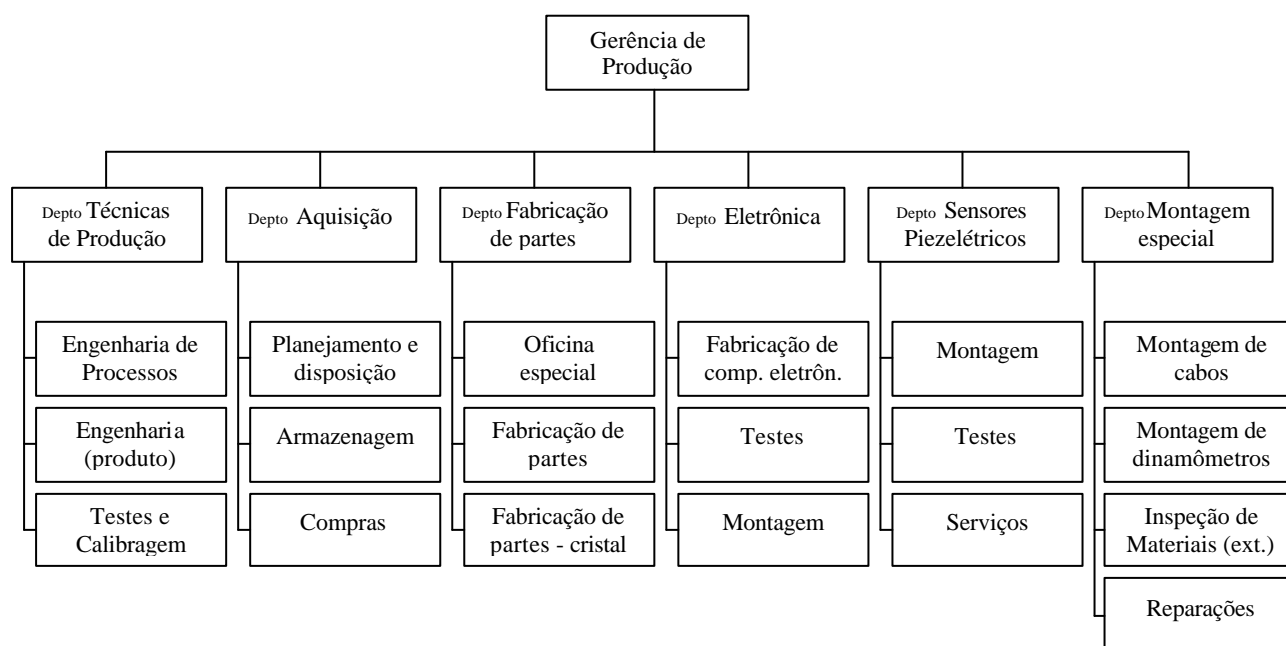 Gerência de
Produção
Depto Técnicas
de Produção
Depto Aquisição
Depto Fabricação
de partes
Depto Eletrônica
Depto Sensores
Piezelétricos
Depto Montagem
especial
Engenharia de
Processos
Planejamento e
disposição
Oficina
especial
Fabricação de
comp. eletrôn.
Montagem
Montagem de
cabos
Engenharia
(produto)
Armazenagem
Fabricação de
partes
Testes
Testes
Montagem de
dinamômetros
Testes e
Calibragem
Compras
Fabricação de
partes - cristal
Montagem
Serviços
Inspeção de
Materiais (ext.)
Reparações